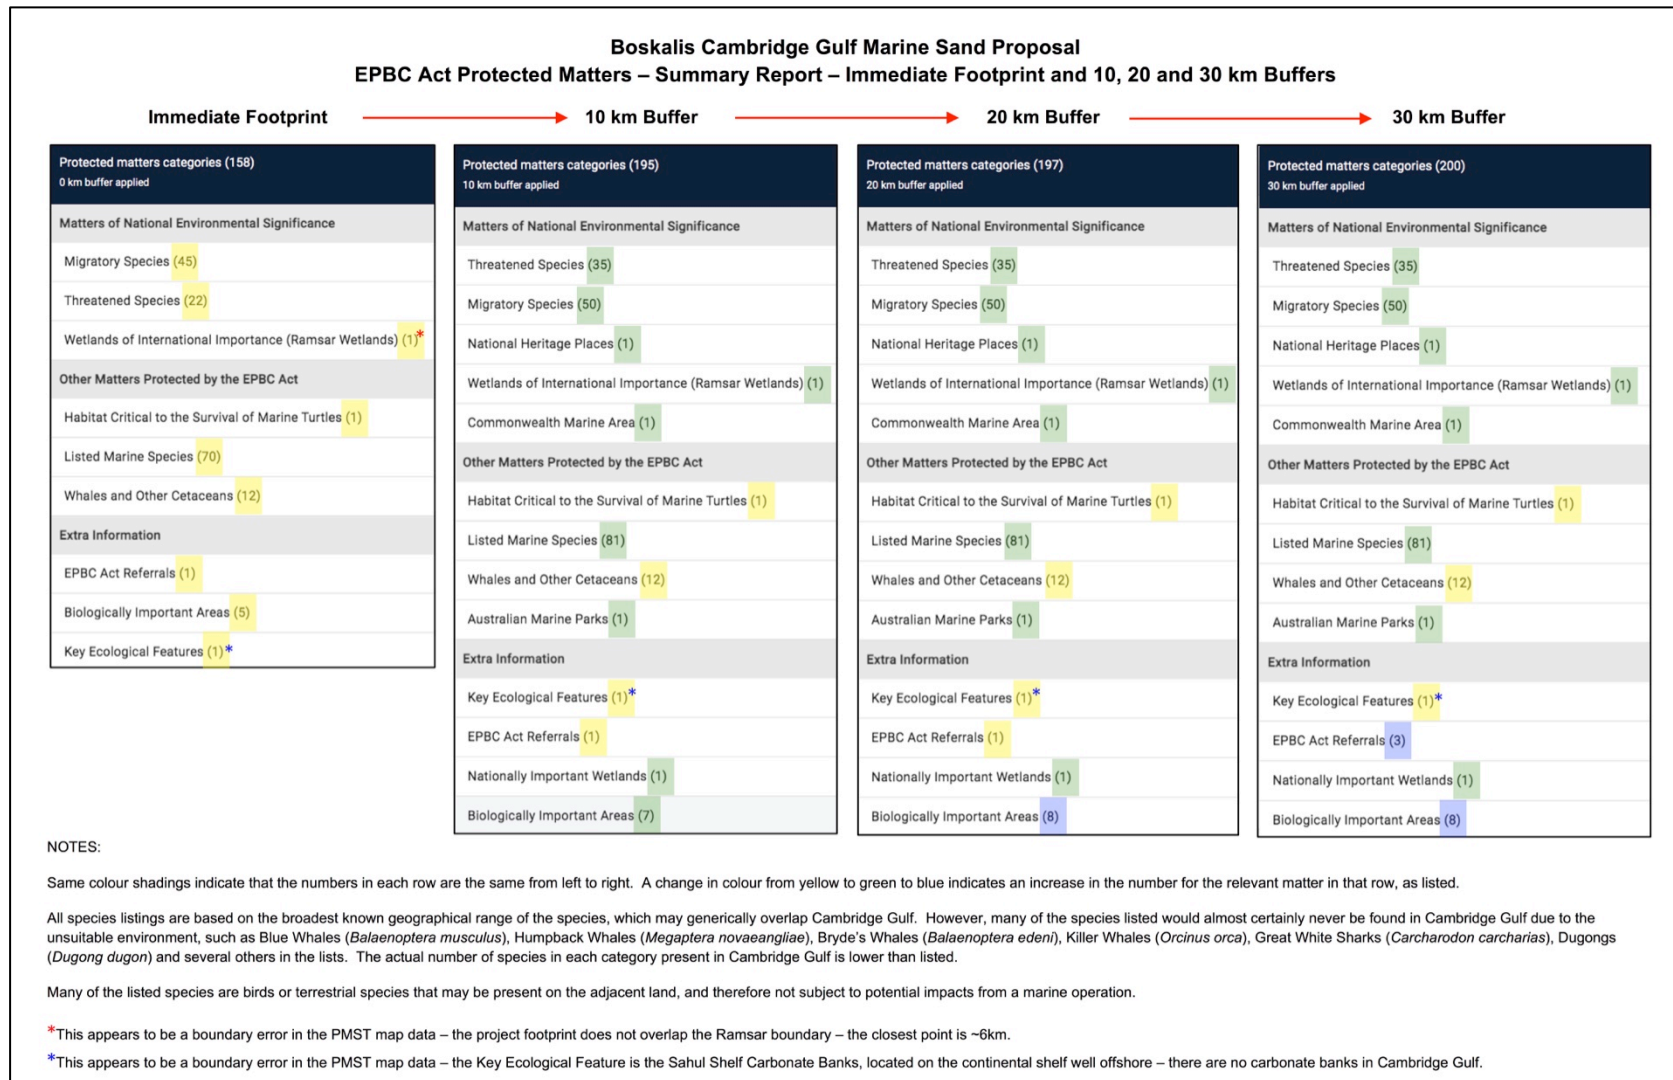 Boskalis Cambridge Gulf Marine Sand Proposal
EPBC Act Protected Matters – Summary Report – Immediate Footprint and 10, 20 and 30 km Buffers
Immediate Footprint
10 km Buffer
20 km Buffer
30 km Buffer
Protected matters categories (158)
0 km buffer applied
Matters of National Environmental Significance
Migratory Species (45)
Threatened Species (22)
Wetlands of International Importance (Ramsar Wetlands) (1)*
Other Matters Protected by the EPBC Act
Habitat Critical to the Survival of Marine Turtles (1)
Listed Marine Species (70)
Whales and Other Cetaceans (12)
Extra Information
EPBC Act Referrals (1)
Biologically Important Areas (5)
Key Ecological Features (1)*
Protected matters categories (195)
10 km buffer applied
Matters of National Environmental Significance
Threatened Species (35)
Migratory Species (50)
National Heritage Places (1)
Wetlands of International Importance (Ramsar Wetlands) (1)
Commonwealth Marine Area (1)
Other Matters Protected by the EPBC Act
Habitat Critical to the Survival of Marine Turtles (1)
Listed Marine Species (81)
Whales and Other Cetaceans (12)
Australian Marine Parks (1)
Extra Information
Key Ecological Features (1)*
EPBC Act Referrals (1)
Nationally Important Wetlands (1)
Biologically Important Areas (7)
Protected matters categories (197)
20 km buffer applied
Matters of National Environmental Significance
Threatened Species (35)
Migratory Species (50)
National Heritage Places (1)
Wetlands of International Importance (Ramsar Wetlands) (1)
Commonwealth Marine Area (1)
Other Matters Protected by the EPBC Act
Habitat Critical to the Survival of Marine Turtles (1)
Listed Marine Species (81)
Whales and Other Cetaceans (12)
Australian Marine Parks (1)
Extra Information
Key Ecological Features (1)*
EPBC Act Referrals (1)
Nationally Important Wetlands (1)
Biologically Important Areas (8)
Protected matters categories (200)
30 km buffer applied
Matters of National Environmental Significance
Threatened Species (35)
Migratory Species (50)
National Heritage Places (1)
Wetlands of International Importance (Ramsar Wetlands) (1)
Commonwealth Marine Area (1)
Other Matters Protected by the EPBC Act
Habitat Critical to the Survival of Marine Turtles (1)
Listed Marine Species (81)
Whales and Other Cetaceans (12)
Australian Marine Parks (1)
Extra Information
Key Ecological Features (1)*
EPBC Act Referrals (3)
Nationally Important Wetlands (1)
Biologically Important Areas (8)
NOTES:
Same colour shadings indicate that the numbers in each row are the same from left to right. A change in colour from yellow to green to blue indicates an increase in the number for the relevant matter in that row, as listed.
All species listings are based on the broadest known geographical range of the species, which may generically overlap Cambridge Gulf. However, many of the species listed would almost certainly never be found in Cambridge Gulf due to the
unsuitable environment, such as Blue Whales (Balaenoptera musculus), Humpback Whales (Megaptera novaeangliae), Bryde's Whales (Balaenoptera edeni), Killer Whales (Orcinus orca), Great White Sharks (Carcharodon carcharias), Dugongs
(Dugong dugon) and several others in the lists. The actual number of species in each category present in Cambridge Gulf is lower than listed.
Many of the listed species are birds or terrestrial species that may be present on the adjacent land, and therefore not subject to potential impacts from a marine operation.
*This appears to be a boundary error in the PMST map data – the project footprint does not overlap the Ramsar boundary – the closest point is ~6km.
*This appears to be a boundary error in the PMST map data – the Key Ecological Feature is the Sahul Shelf Carbonate Banks, located on the continental shelf well offshore – there are no carbonate banks in Cambridge Gulf.